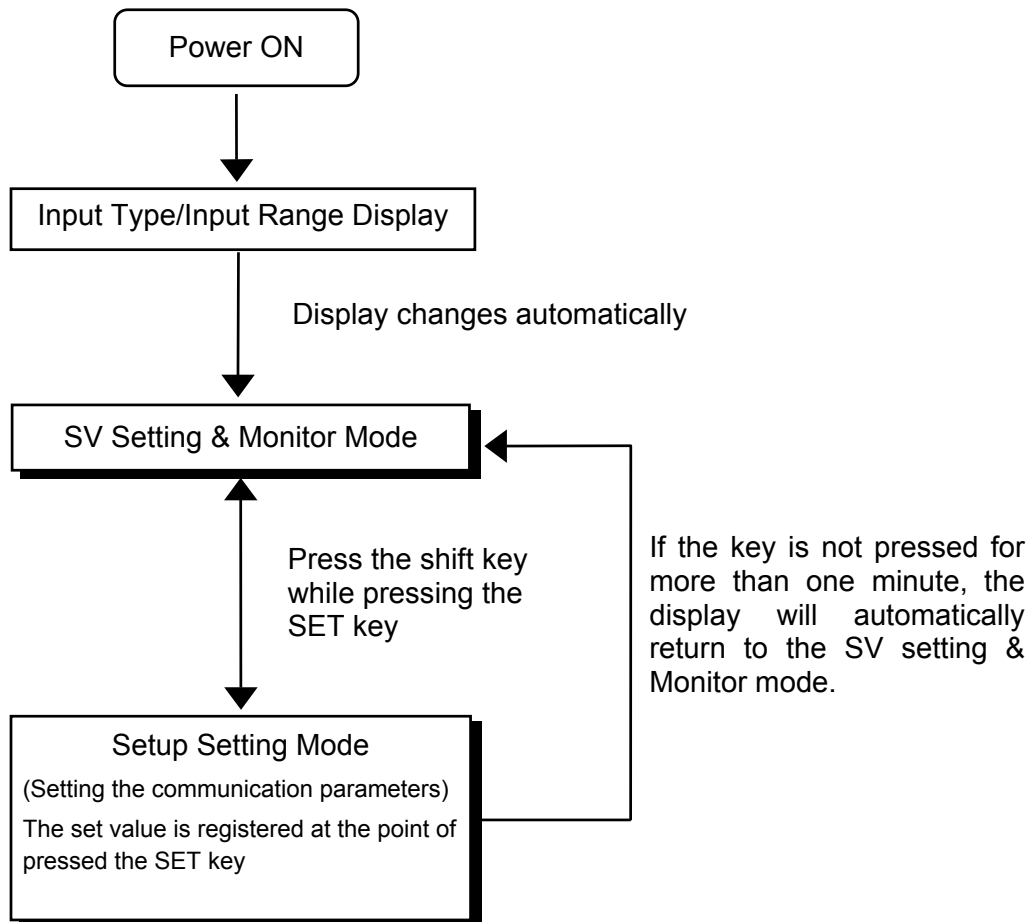 Power ON
Input Type/Input Range Display
Display changes automatically
SV Setting & Monitor Mode
Press the shift key
while pressing the
SET key
If the key is not pressed for
more than one minute, the
display will automatically
return to the SV setting &
Monitor mode.
Setup Setting Mode
(Setting the communication parameters)
The set value is registered at the point of
pressed the SET key